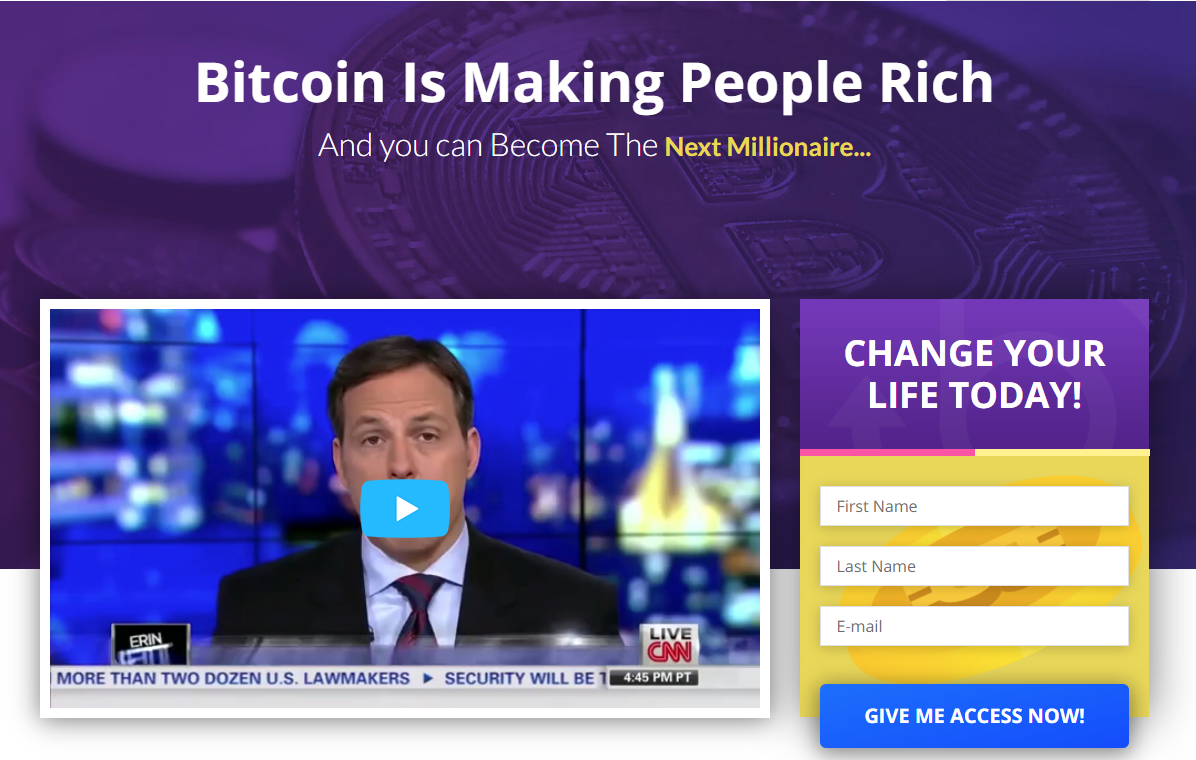 Bitcoin Is Making People Rich
And you can Become The Next Millionaire...
CHANGE YOUR
LIFE TODAY!
First Name
Last Name
E-mail
GIVE ME ACCESS NOW!
ERIN
LIVE
CNN
MORE THAN TWO DOZEN U.S. LAWMAKERS ▶ SECURITY WILL BE
4:45 PM PT